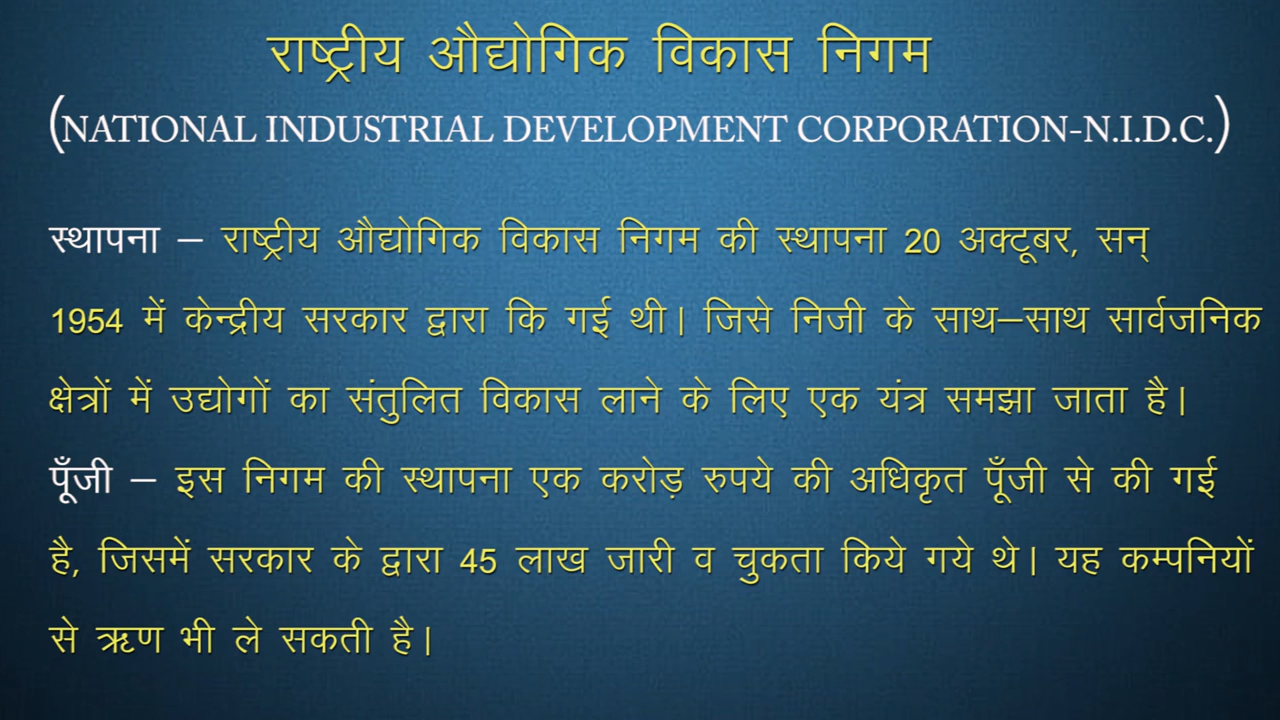 राष्ट्रीय औद्योगिक विकास निगम
(NATIONAL INDUSTRIAL DEVELOPMENT CORPORATION-N.I.D.C.)
स्थापना – राष्ट्रीय औद्योगिक विकास निगम की स्थापना 20 अक्टूबर, सन्
1954 में केन्द्रीय सरकार द्वारा कि गई थी। जिसे निजी के साथ–साथ सार्वजनिक
क्षेत्रों में उद्योगों का संतुलित विकास लाने के लिए एक यंत्र समझा जाता है।
पूँजी – इस निगम की स्थापना एक करोड़ रुपये की अधिकृत पूँजी से की गई
है, जिसमें सरकार के द्वारा 45 लाख जारी व चुकता किये गये थे। यह कम्पनियों
से ऋण भी ले सकती है।